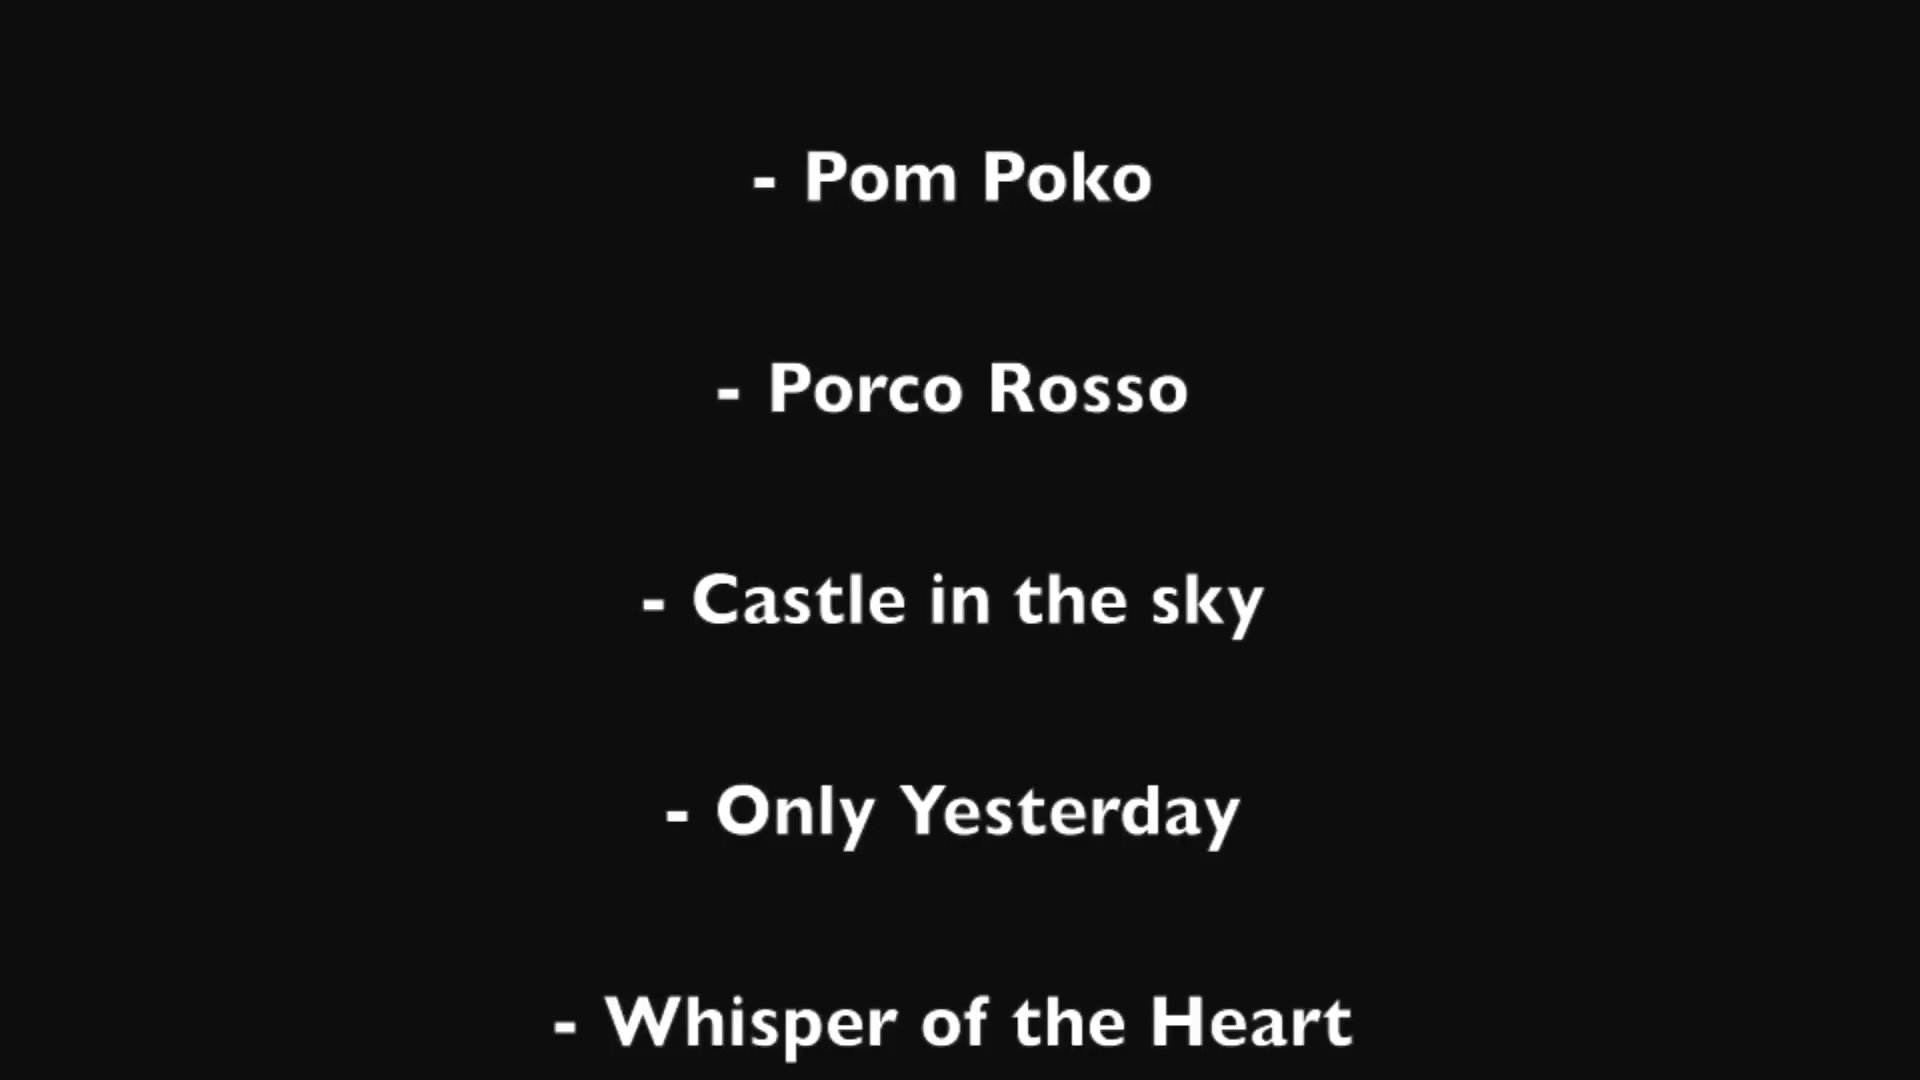 - Pom Poko
- Porco Rosso
- Castle in the sky
- Only Yesterday
- Whisper of the Heart